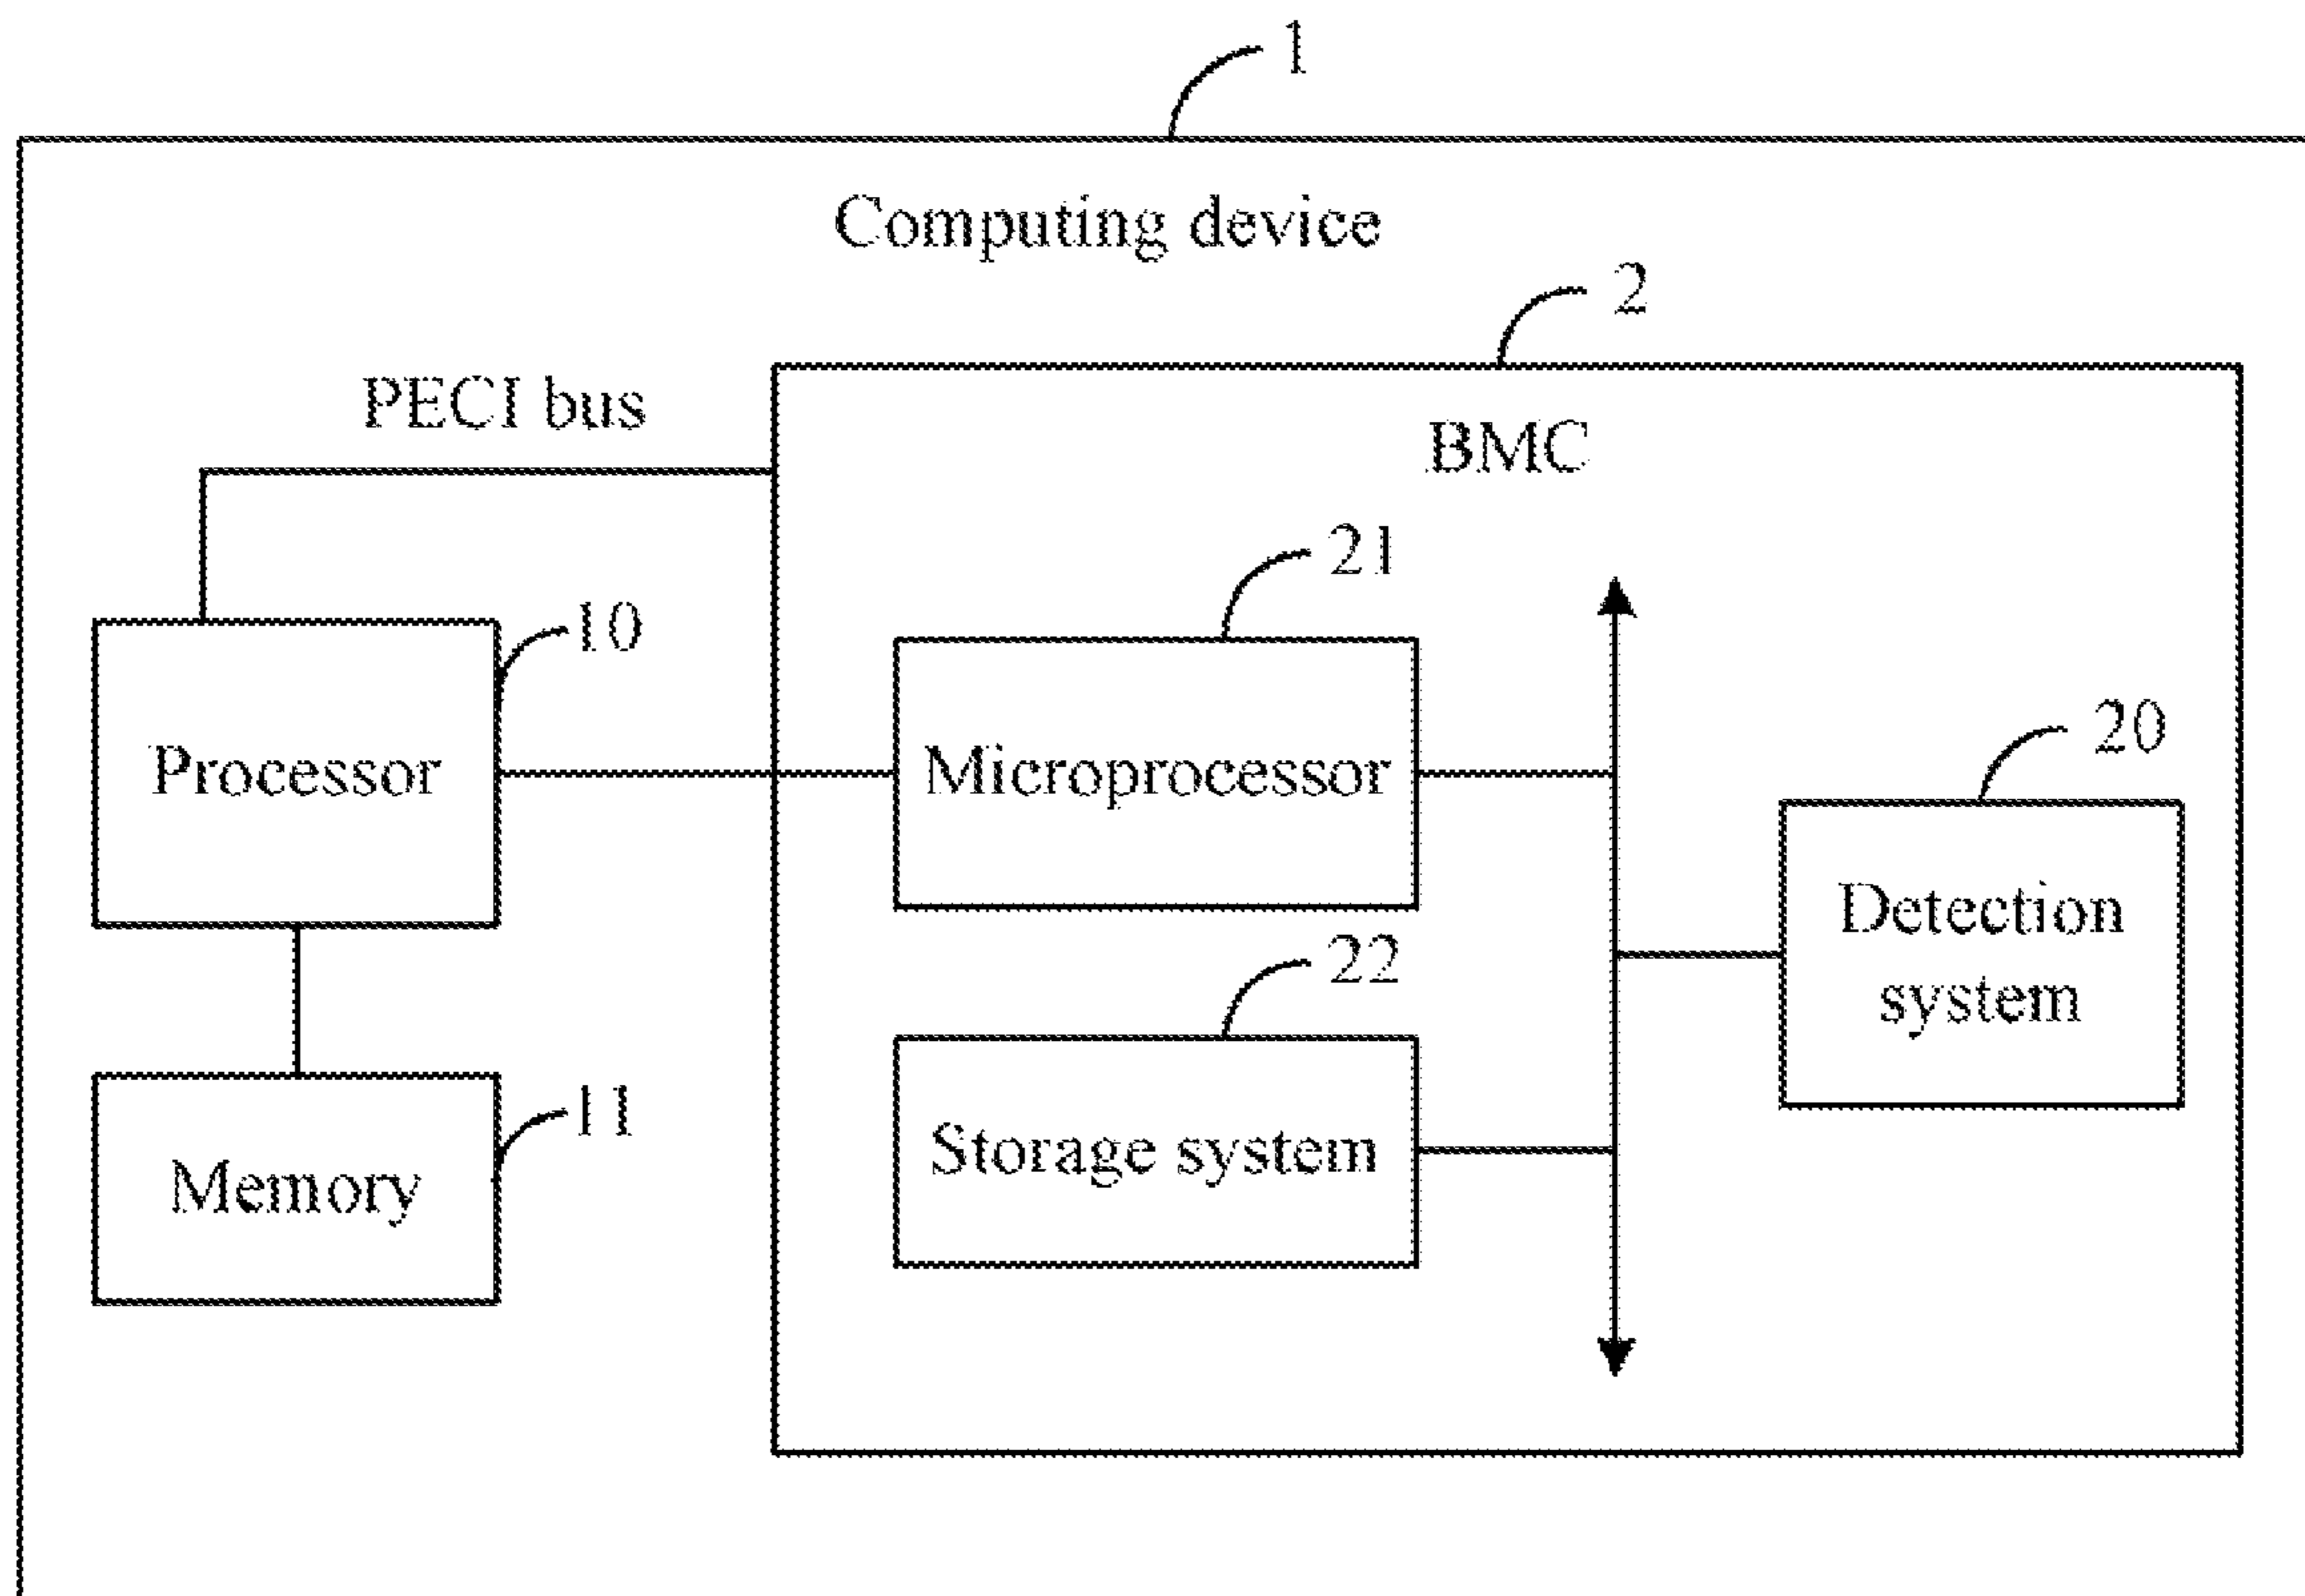 1
Computing device
2
PECI bus
BMC
21
10
20
Processor
Microprocessor
Detection
system
22
11
Storage system
Memory